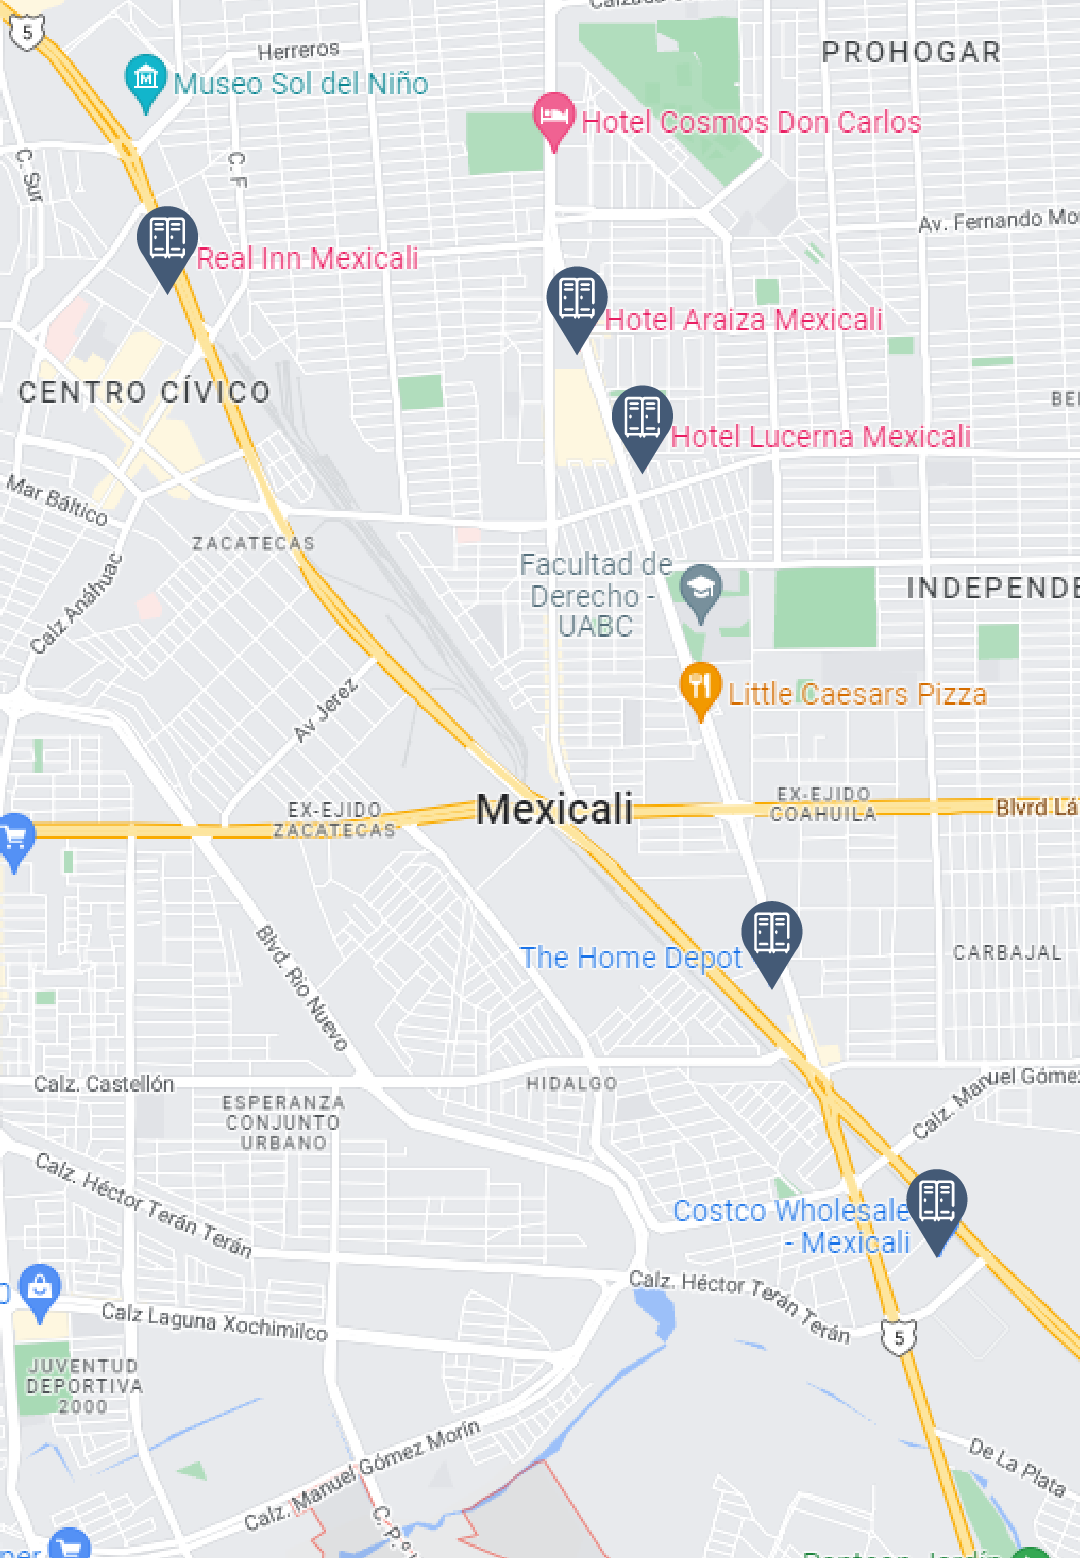 5
Herreros
PROHOGAR
Museo Sol del Niño
Hotel Cosmos Don Carlos
C. Sur
C. F
Av. Fernando Mo
Real Inn Mexicali
Hotel Araiza Mexicali
CENTRO CÍVICO
BE
Hotel Lucerna Mexicali
Mar Báltico
ZACATECAS
Facultad de
Derecho -
UABC
Calz Anáhuac
INDEPENDE
Av Jerez
Little Caesars Pizza
EX-EJIDO
ZACATECAS
Mexicali
EX-EJIDO
COAHUILA
Blvrd Lá
Blvd. Rio Nuevo
The Home Depot
CARBAJAL
Calz. Castellón
HIDALGO
uel Gómez
Calz. Man
ESPERANZA
CONJUNTO
URBANO
Calz. Héctor Terán Terán
Costco Wholesale
- Mexicali
Calz. Héctor Terán Terán
Calz Laguna Xochimilco
5
JUVENTUD
DEPORTIVA
2000
Calz. Manuel Gómez Morín
De La Plata